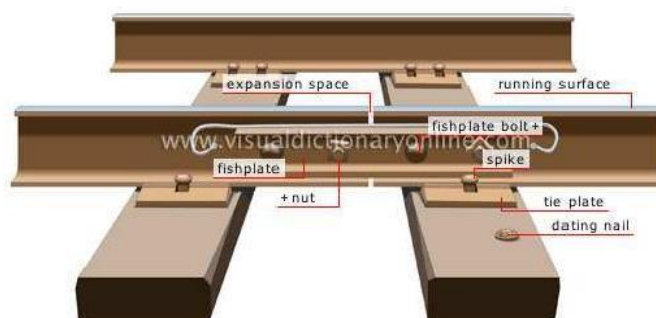 expansion space
running surface
www.visualdictionaryonline.com
fishplate bolt+
fishplate
spike
+nut
tie plate
dating nail